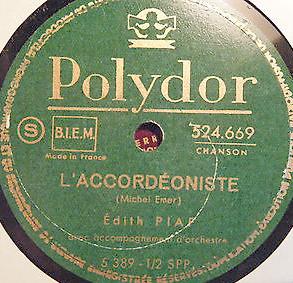 Polydor
S
B.I.E.M.
524.669
Made in France
CHANSON
L'ACCORDÉONISTE
(Michel Emer)
Édith PIAF
avec accompagnement d'orchestre
5 389 - 1/2 SPP.